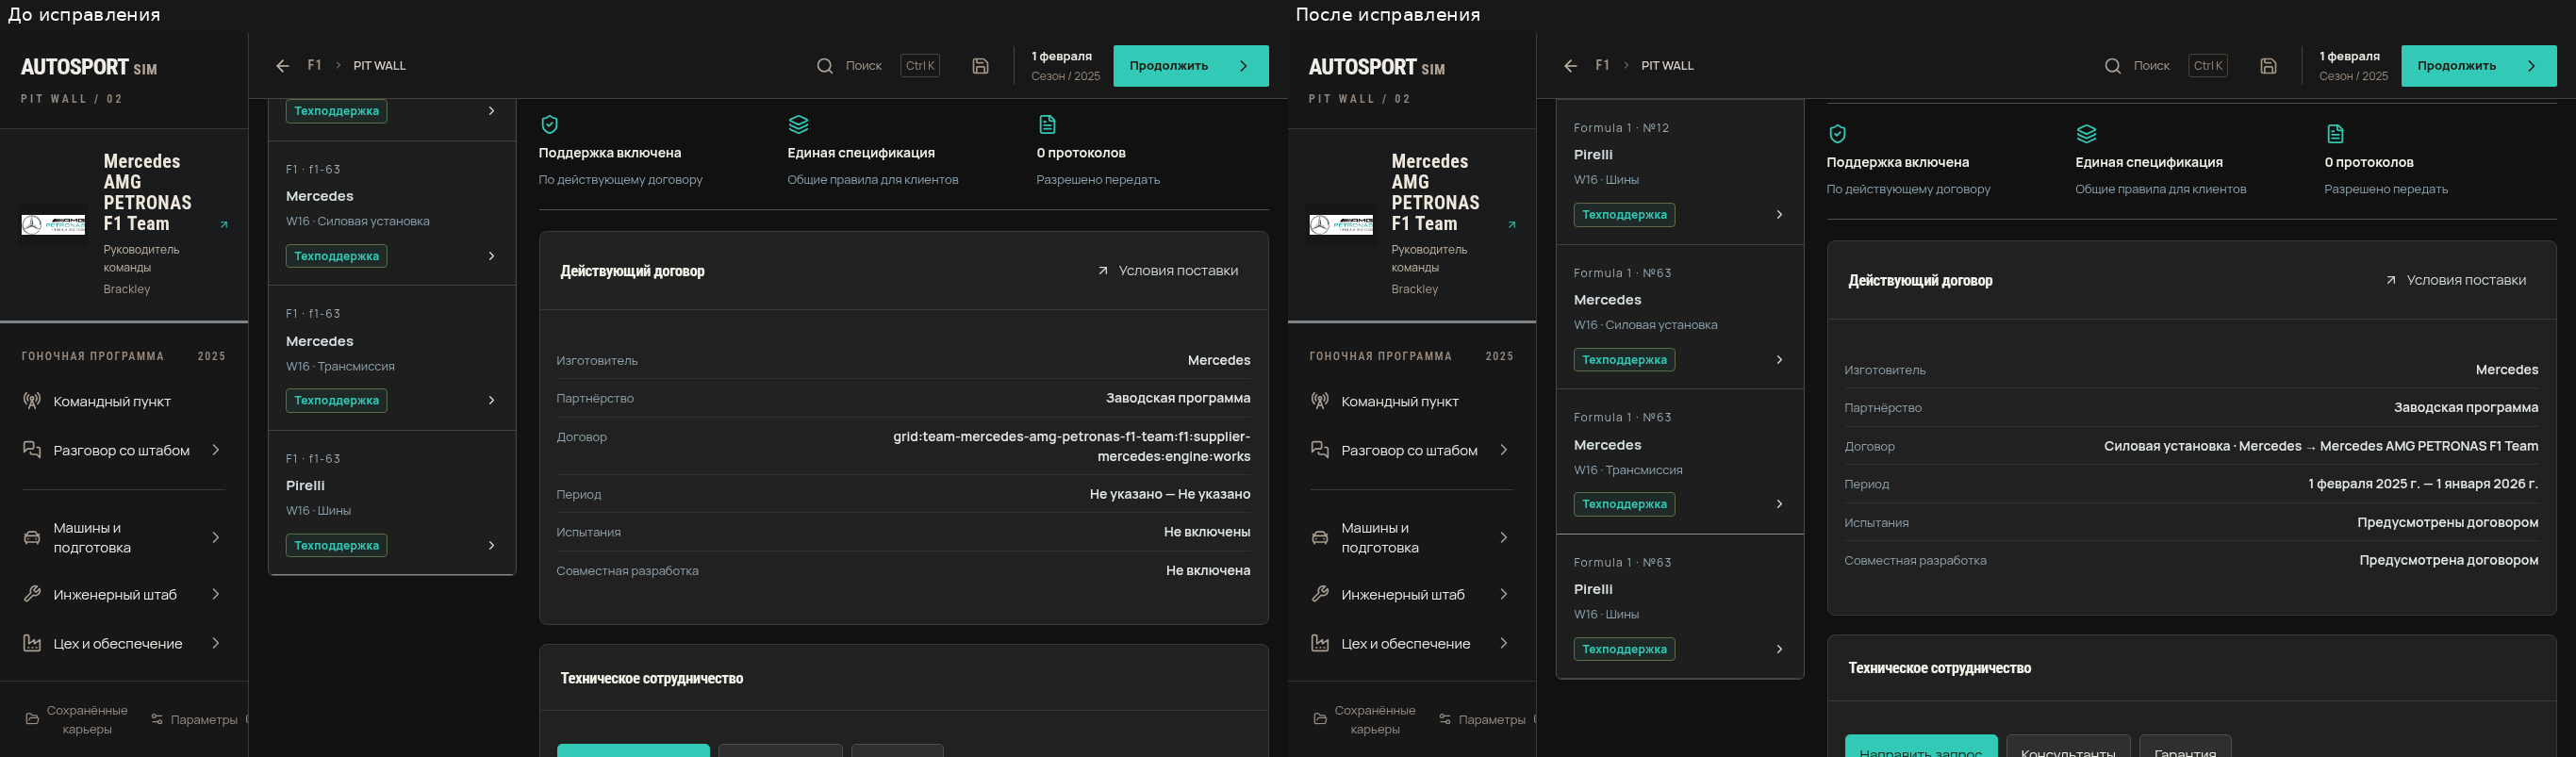 До исправления
AUTOSPORT SIM
PIT WALL / 02
Mercedes
AMG
PETRONAS
F1 Team
Руководитель
команды
Brackley
ГОНОЧНАЯ ПРОГРАММА 2025
Командный пункт
Разговор со штабом
Машины и
подготовка
Инженерный штаб
Цех и обеспечение
Сохранённые
карьеры
Параметры
F1 > PIT WALL
Поиск Ctrl K
1 февраля
Сезон / 2025
Продолжить
Техподдержка
F1 · f1-63
Mercedes
W16 · Силовая установка
Техподдержка
F1 · f1-63
Mercedes
W16 · Трансмиссия
Техподдержка
F1 · f1-63
Pirelli
W16 · Шины
Техподдержка
Поддержка включена
По действующему договору
Единая спецификация
Общие правила для клиентов
0 протоколов
Разрешено передать
Действующий договор
Условия поставки
Изготовитель Mercedes
Партнёрство Заводская программа
Договор grid:team-mercedes-amg-petronas-f1-team:f1:supplier-
mercedes:engine:works
Период Не указано — Не указано
Испытания Не включены
Совместная разработка Не включена
Техническое сотрудничество
После исправления
AUTOSPORT SIM
PIT WALL / 02
Mercedes
AMG
PETRONAS
F1 Team
Руководитель
команды
Brackley
ГОНОЧНАЯ ПРОГРАММА 2025
Командный пункт
Разговор со штабом
Машины и
подготовка
Инженерный штаб
Цех и обеспечение
Сохранённые
карьеры
Параметры
F1 > PIT WALL
Поиск Ctrl K
1 февраля
Сезон / 2025
Продолжить
Formula 1 · №12
Pirelli
W16 · Шины
Техподдержка
Formula 1 · №63
Mercedes
W16 · Силовая установка
Техподдержка
Formula 1 · №63
Mercedes
W16 · Трансмиссия
Техподдержка
Formula 1 · №63
Pirelli
W16 · Шины
Техподдержка
Поддержка включена
По действующему договору
Единая спецификация
Общие правила для клиентов
0 протоколов
Разрешено передать
Действующий договор
Условия поставки
Изготовитель Mercedes
Партнёрство Заводская программа
Договор Силовая установка · Mercedes → Mercedes AMG PETRONAS F1 Team
Период 1 февраля 2025 г. — 1 января 2026 г.
Испытания Предусмотрены договором
Совместная разработка Предусмотрена договором
Техническое сотрудничество
Направить запрос
Консультанты
Гарантия